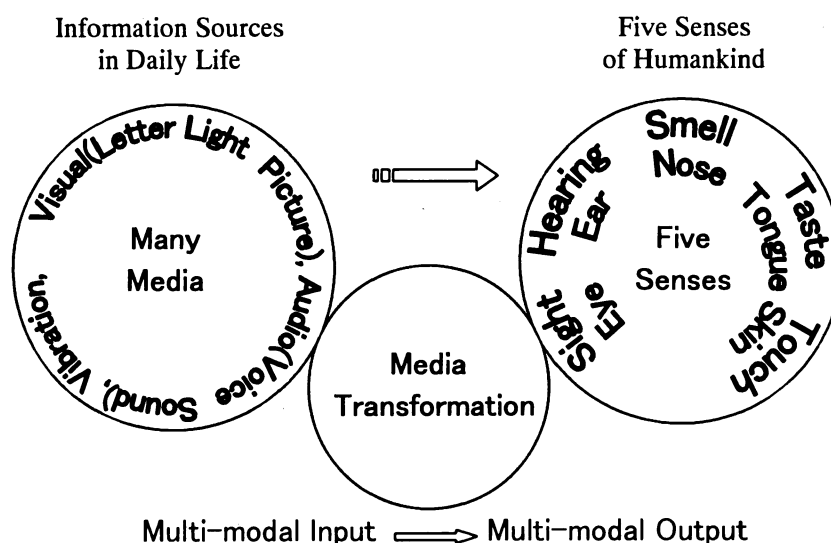 Information Sources
in Daily Life
Five Senses
of Humankind
Visual(Letter Light Picture), Audio(Voice Sound), Vibration,
Many
Media
Smell
Nose
Hearing
Ear
Taste
Tongue
Five
Senses
Sight
Eye
Touch
Skin
Media
Transformation
Multi-modal Input
Multi-modal Output